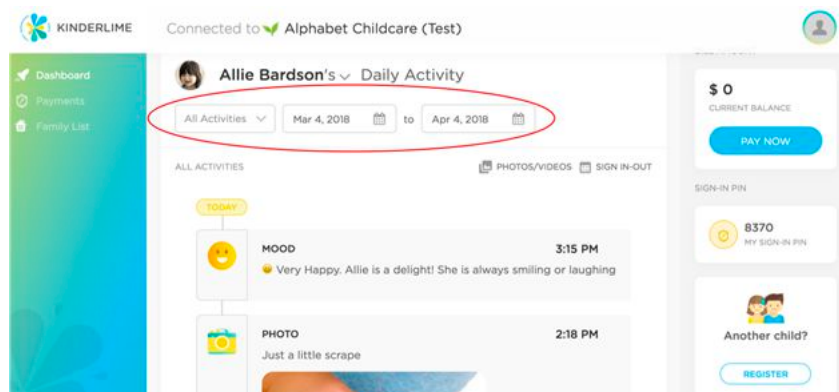 KINDERLIME
Connected to Alphabet Childcare (Test)
Dashboard
Payments
Family List
Allie Bardson's Daily Activity
All Activities
Mar 4, 2018 to Apr 4, 2018
ALL ACTIVITIES
PHOTOS/VIDEOS
SIGN IN-OUT
TODAY
MOOD
3:15 PM
Very Happy. Allie is a delight! She is always smiling or laughing
PHOTO
2:18 PM
Just a little scrape
$ 0
CURRENT BALANCE
PAY NOW
SIGN-IN PIN
8370
MY SIGN-IN PIN
Another child?
REGISTER